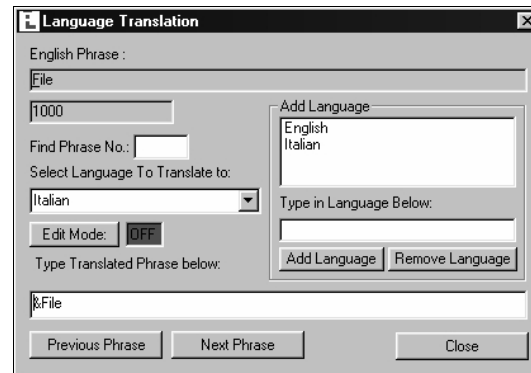 Language Translation
English Phrase :
File
1000
Find Phrase No.:
Select Language To Translate to:
Italian
Edit Mode: OFF
Type Translated Phrase below:
Add Language
English
Italian
Type in Language Below:
Add Language Remove Language
&File
Previous Phrase Next Phrase Close